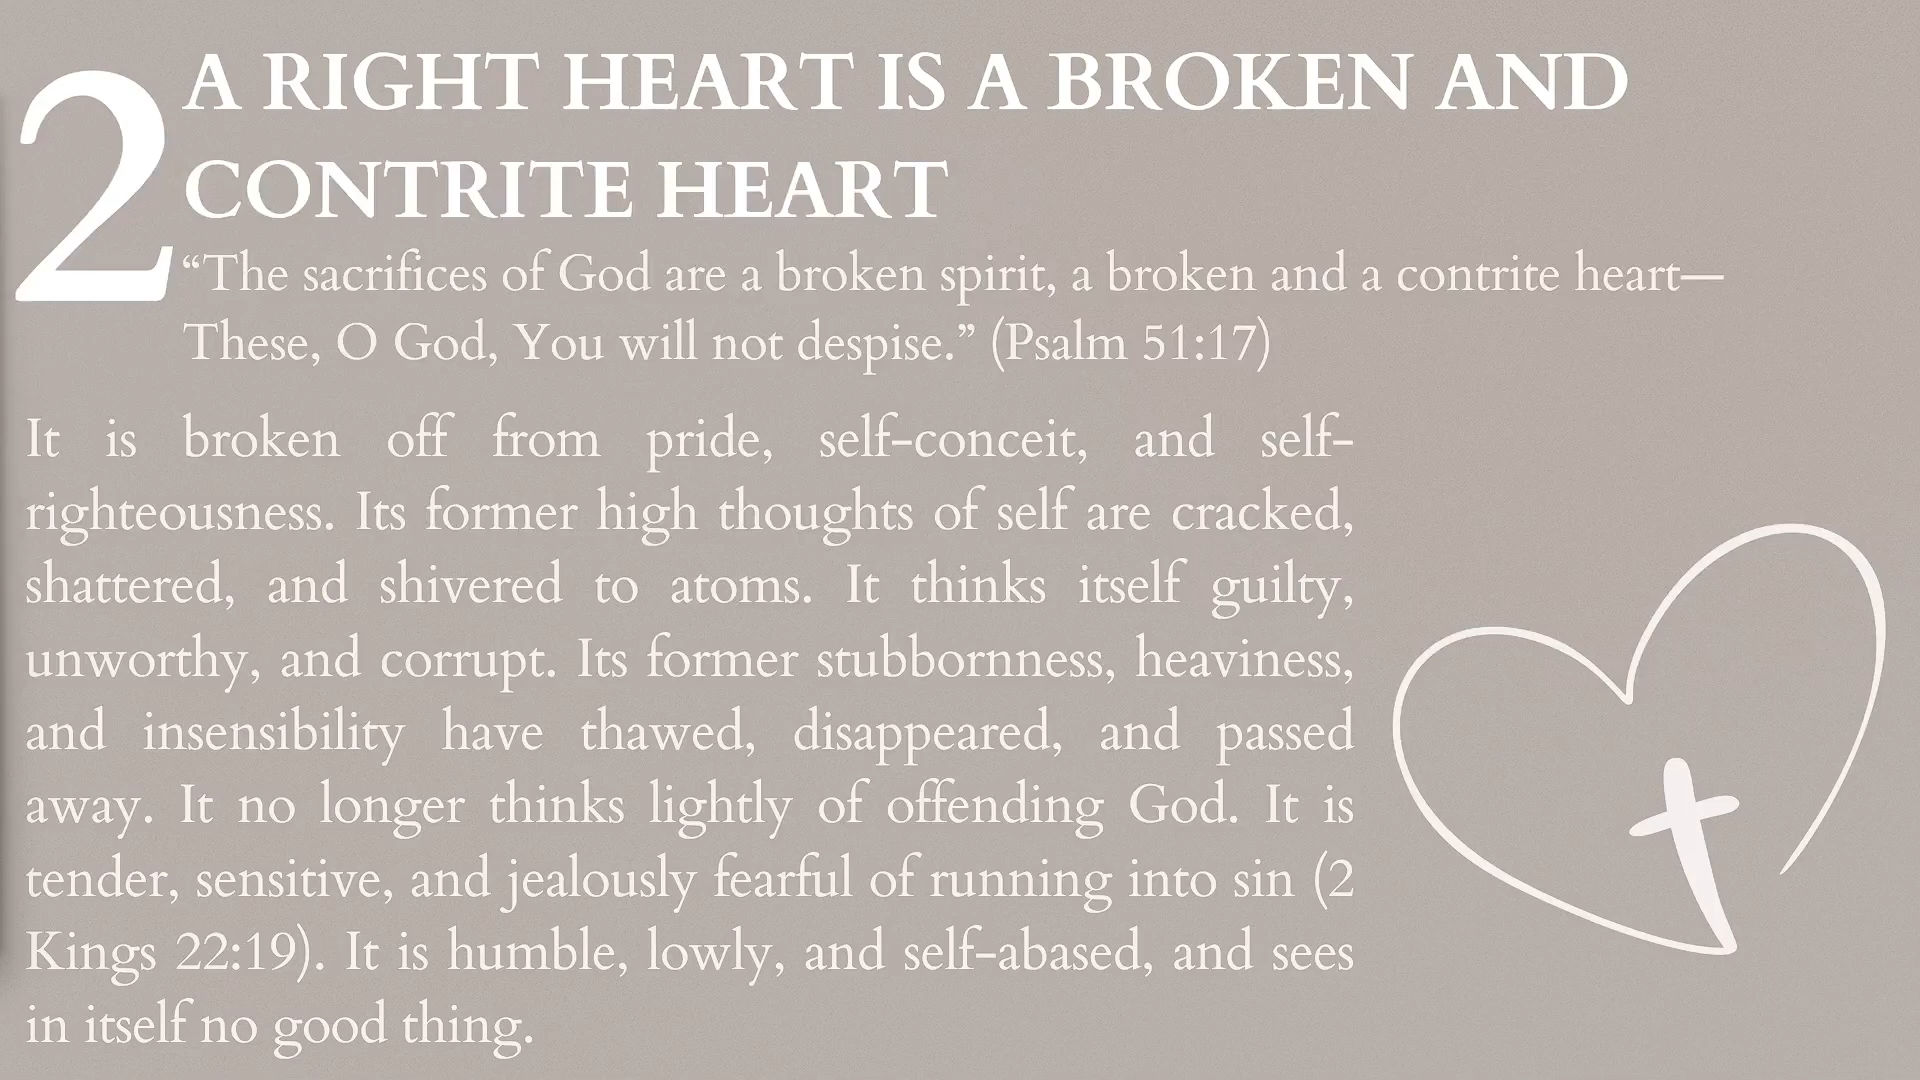 2
A RIGHT HEART IS A BROKEN AND
CONTRITE HEART
“The sacrifices of God are a broken spirit, a broken and a contrite heart—
These, O God, You will not despise.” (Psalm 51:17)
It is broken off from pride, self-conceit, and self-
righteousness. Its former high thoughts of self are cracked,
shattered, and shivered to atoms. It thinks itself guilty,
unworthy, and corrupt. Its former stubbornness, heaviness,
and insensibility have thawed, disappeared, and passed
away. It no longer thinks lightly of offending God. It is
tender, sensitive, and jealously fearful of running into sin (2
Kings 22:19). It is humble, lowly, and self-abased, and sees
in itself no good thing.